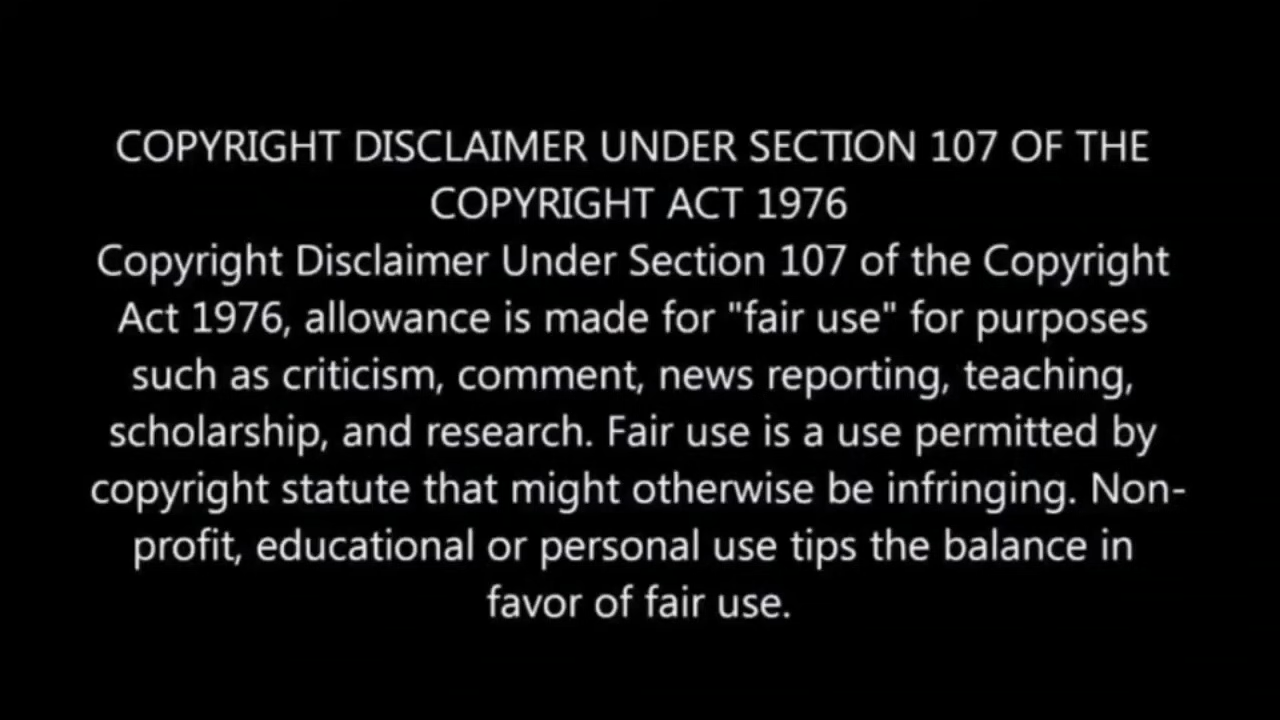 COPYRIGHT DISCLAIMER UNDER SECTION 107 OF THE
COPYRIGHT ACT 1976
Copyright Disclaimer Under Section 107 of the Copyright
Act 1976, allowance is made for "fair use" for purposes
such as criticism, comment, news reporting, teaching,
scholarship, and research. Fair use is a use permitted by
copyright statute that might otherwise be infringing. Non-
profit, educational or personal use tips the balance in
favor of fair use.